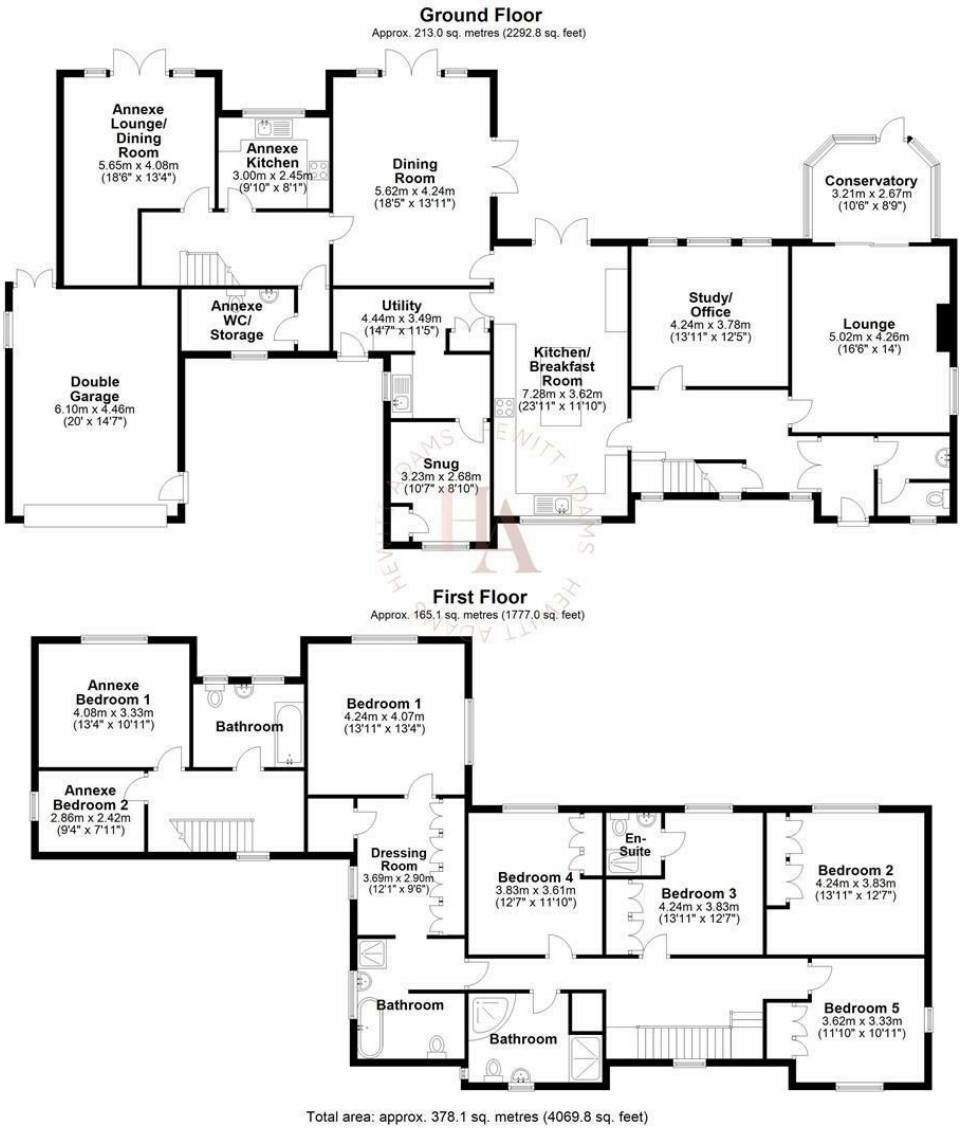 Ground Floor
Approx. 213.0 sq. metres (2292.8 sq. feet)
Annexe
Lounge/
Dining
Room
5.65m x 4.08m
(18'6" x 13'4")
Annexe
Kitchen
3.00m x 2.45m
(9'10" x 8'1")
Dining
Room
5.62m x 4.24m
(18'5" x 13'11")
Conservatory
3.21m x 2.67m
(10'6" x 8'9")
Annexe
WC/
Storage
Utility
4.44m x 3.49m
(14'7" x 11'5")
Study/
Office
4.24m x 3.78m
(13'11" x 12'5")
Lounge
5.02m x 4.26m
(16'6" x 14')
Kitchen/
Breakfast
Room
7.28m x 3.62m
(23'11" x 11'10")
Double
Garage
6.10m x 4.46m
(20' x 14'7")
Snug
3.23m x 2.68m
(10'7" x 8'10")
HEWITT ADAMS HEWITT ADAMS HEWITT ADAMS
HA
First Floor
Approx. 165.1 sq. metres (1777.0 sq. feet)
Annexe
Bedroom 1
4.08m x 3.33m
(13'4" x 10'11")
Bathroom
Bedroom 1
4.24m x 4.07m
(13'11" x 13'4")
Annexe
Bedroom 2
2.86m x 2.42m
(9'4" x 7'11")
Dressing
Room
3.69m x 2.90m
(12'1" x 9'6")
Bedroom 4
3.83m x 3.61m
(12'7" x 11'10")
En-
Suite
Bedroom 3
4.24m x 3.83m
(13'11" x 12'7")
Bedroom 2
4.24m x 3.83m
(13'11" x 12'7")
Bathroom
Bathroom
Bedroom 5
3.62m x 3.33m
(11'10" x 10'11")
Total area: approx. 378.1 sq. metres (4069.8 sq. feet)